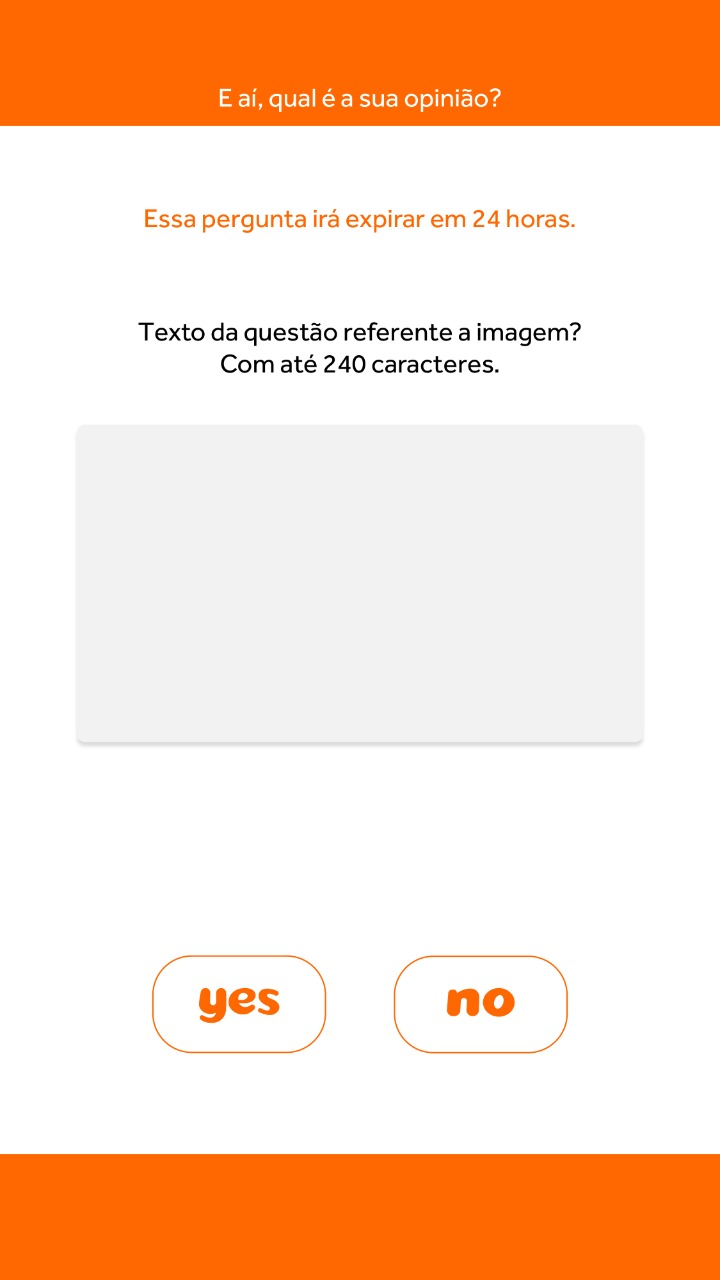 E aí, qual é a sua opinião?
Essa pergunta irá expirar em 24 horas.
Texto da questão referente a imagem?
Com até 240 caracteres.
yes no